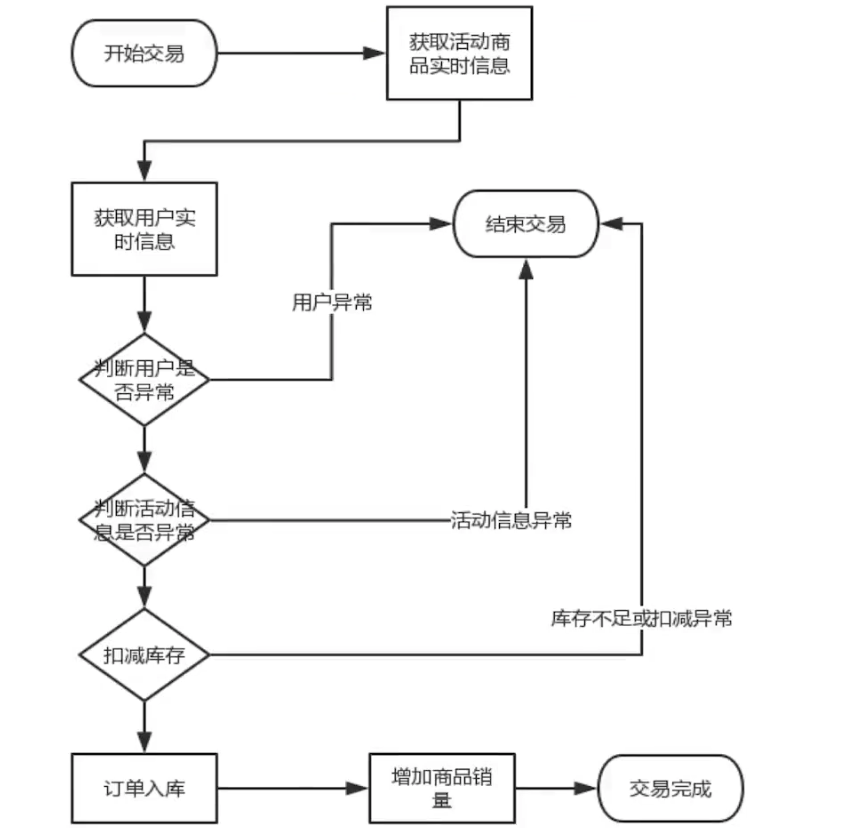 开始交易
获取活动商
品实时信息
获取用户实
时信息
结束交易
用户异常
判断用户是
否异常
判断活动信
息是否异常
活动信息异常
库存不足或扣减异常
扣减库存
订单入库
增加商品销
量
交易完成